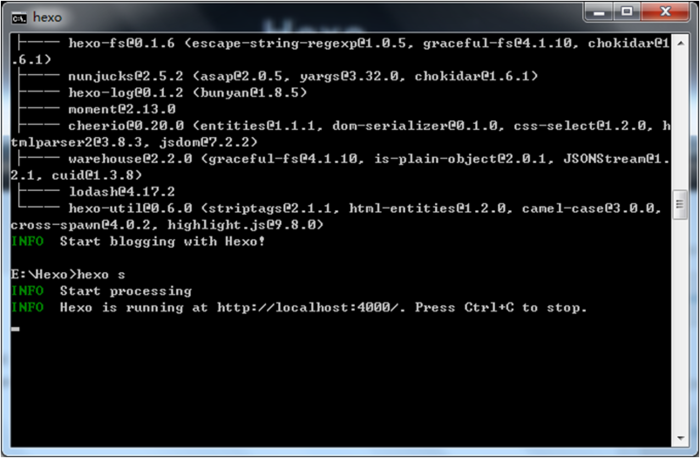 hexo
├── hexo-fs@0.1.6 (escape-string-regexp@1.0.5, graceful-fs@4.1.10, chokidar@1
.6.1)
├── nunjucks@2.5.2 (asap@2.0.5, yargs@3.32.0, chokidar@1.6.1)
├── hexo-log@0.1.2 (bunyan@1.8.5)
├── moment@2.13.0
├── cheerio@0.20.0 (entities@1.1.1, dom-serializer@0.1.0, css-select@1.2.0, h
tmlparser2@3.8.3, jsdom@7.2.2)
├── warehouse@2.2.0 (graceful-fs@4.1.10, is-plain-object@2.0.1, JSONStream@1.
2.1, cuid@1.3.8)
├── lodash@4.17.2
└── hexo-util@0.6.0 (striptags@2.1.1, html-entities@1.2.0, camel-case@3.0.0,
cross-spawn@4.0.2, highlight.js@9.8.0)
INFO  Start blogging with Hexo!
E:\Hexo>hexo s
INFO  Start processing
INFO  Hexo is running at http://localhost:4000/. Press Ctrl+C to stop.